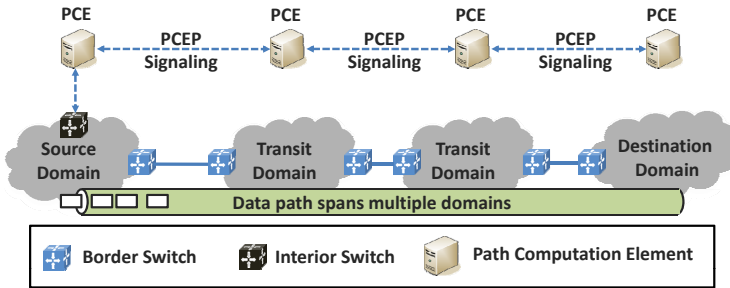 PCE PCE PCE PCE
PCEP PCEP PCEP
Signaling Signaling Signaling
Source Transit Transit Destination
Domain Domain Domain Domain
Data path spans multiple domains
Border Switch Interior Switch Path Computation Element